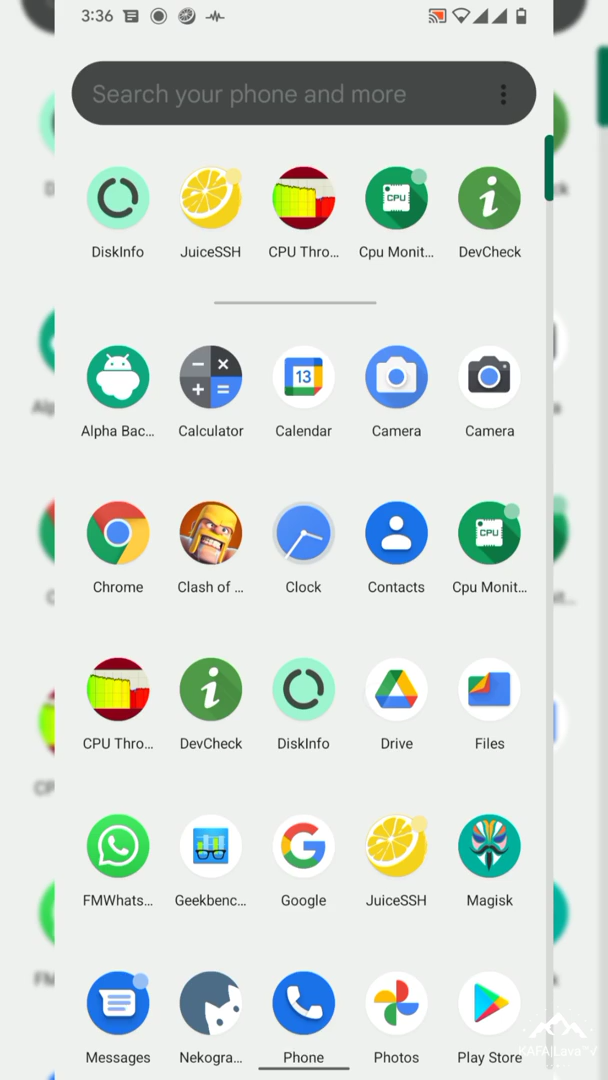 3:36
Search your phone and more
DiskInfo JuiceSSH CPU Thro... Cpu Monit... DevCheck
CPU
13
Alpha Bac... Calculator Calendar Camera Camera
CPU
Chrome Clash of ... Clock Contacts Cpu Monit...
CPU Thro... DevCheck DiskInfo Drive Files
FMWhats... Geekbenc... Google JuiceSSH Magisk
Messages Nekogra... Phone Photos Play Store